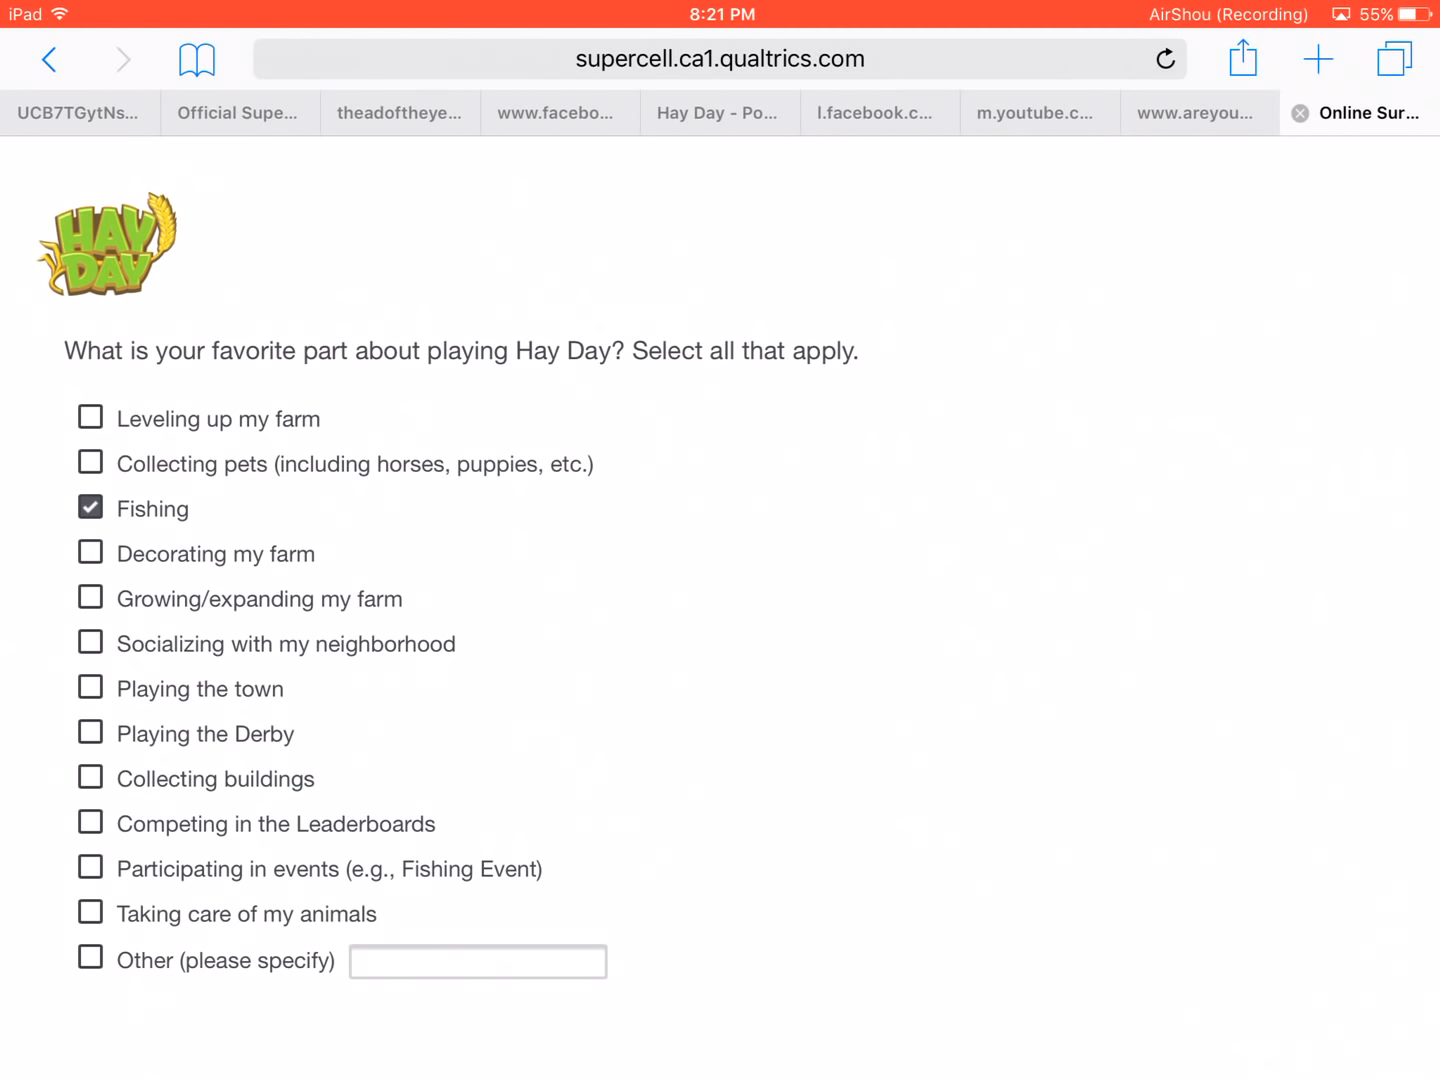 iPad 8:21 PM AirShou (Recording) 55%
supercell.ca1.qualtrics.com
UCB7TGytNs... Official Supe... theadoftheye... www.facebo... Hay Day - Po... l.facebook.c... m.youtube.c... www.areyou... Online Sur...
HAY
DAY
What is your favorite part about playing Hay Day? Select all that apply.
Leveling up my farm
Collecting pets (including horses, puppies, etc.)
Fishing
Decorating my farm
Growing/expanding my farm
Socializing with my neighborhood
Playing the town
Playing the Derby
Collecting buildings
Competing in the Leaderboards
Participating in events (e.g., Fishing Event)
Taking care of my animals
Other (please specify)